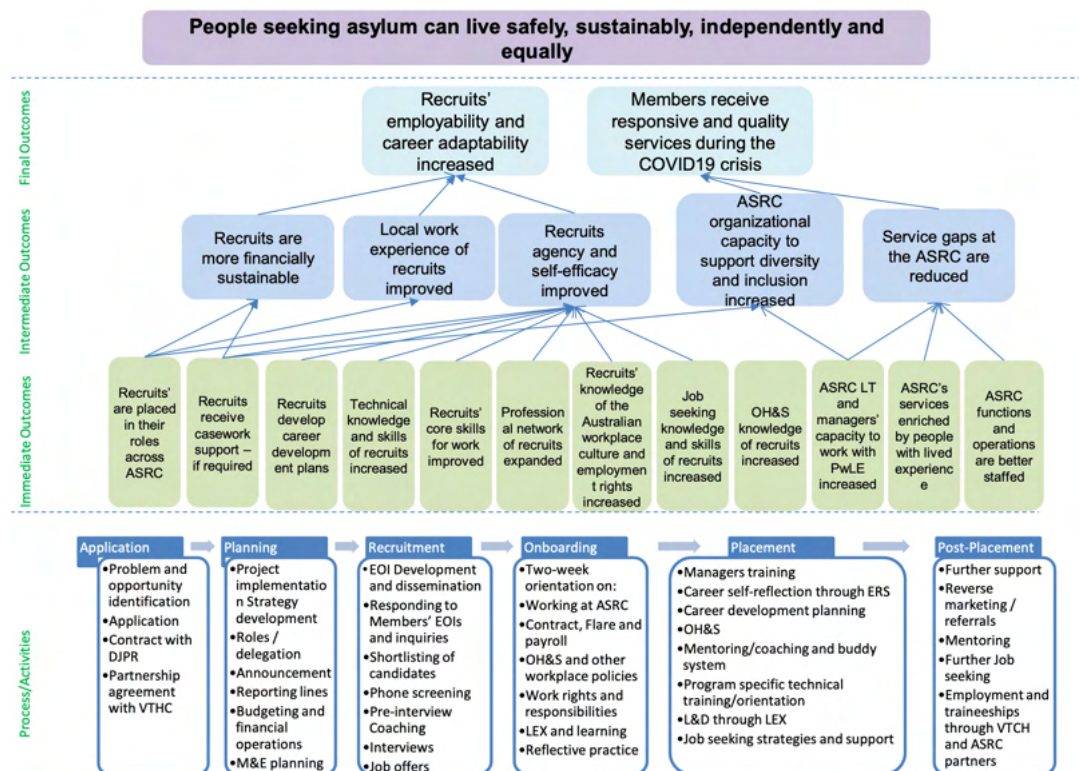 People seeking asylum can live safely, sustainably, independently and
equally
Final Outcomes
Recruits'
employability and
career adaptability
increased
Members receive
responsive and quality
services during the
COVID19 crisis
Intermediate Outcomes
Recruits are
more financially
sustainable
Local work
experience of
recruits
improved
Recruits
agency and
self-efficacy
improved
ASRC
organizational
capacity to
support diversity
and inclusion
increased
Service gaps at
the ASRC are
reduced
Immediate Outcomes
Recruits'
are placed
in their
roles
across
ASRC
Recruits
receive
casework
support –
if required
Recruits
develop
career
developm
ent plans
Technical
knowledge
and skills
of recruits
increased
Recruits'
core skills
for work
improved
Profession
al network
of recruits
expanded
Recruits'
knowledge
of the
Australian
workplace
culture and
employmen
t rights
increased
Job
seeking
knowledge
and skills
of recruits
increased
OH&S
knowledge
of recruits
increased
ASRC LT
and
managers'
capacity to
work with
PwLE
increased
ASRC's
services
enriched
by people
with lived
experienc
e
ASRC
functions
and
operations
are better
staffed
Process/Activities
Application
•Problem and
opportunity
identification
•Application
•Contract with
DJPR
•Partnership
agreement
with VTHC
Planning
•Project
implementatio
n Strategy
development
•Roles /
delegation
•Announcement
•Reporting lines
•Budgeting and
financial
operations
•M&E planning
Recruitment
•EOI Development
and dissemination
•Responding to
Members' EOIs
and inquiries
•Shortlisting of
candidates
•Phone screening
•Pre-interview
Coaching
•Interviews
•Job offers
Onboarding
•Two-week
orientation on:
•Working at ASRC
•Contract, Flare and
payroll
•OH&S and other
workplace policies
•Work rights and
responsibilities
•LEX and learning
•Reflective practice
Placement
•Managers training
•Career self-reflection through ERS
•Career development planning
•OH&S
•Mentoring/coaching and buddy
system
•Program specific technical
training/orientation
•L&D through LEX
•Job seeking strategies and support
Post-Placement
•Further support
•Reverse
marketing /
referrals
•Mentoring
•Further Job
seeking
•Employment and
traineeships
through VTCH
and ASRC
partners